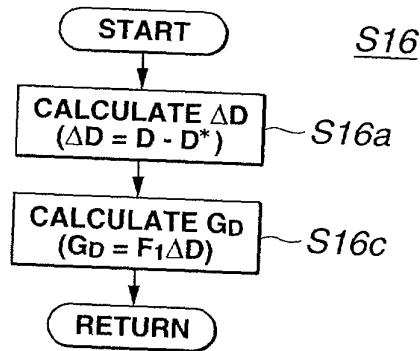 START
S16
CALCULATE ΔD
(ΔD = D - D*)
S16a
CALCULATE GD
(GD = F1ΔD)
S16c
RETURN